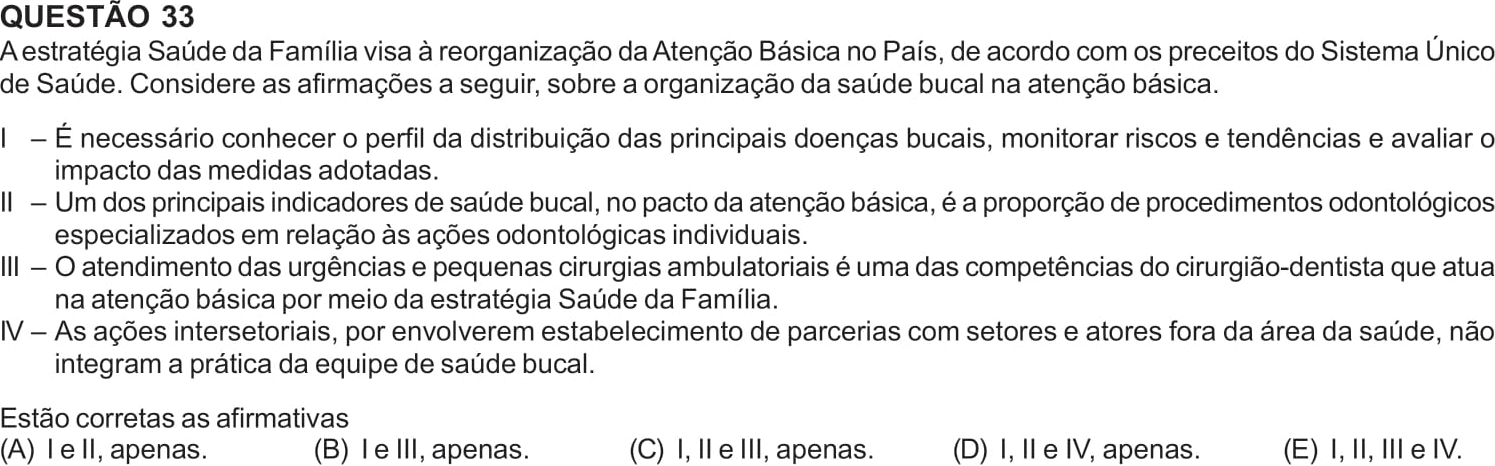 QUESTÃO 33
A estratégia Saúde da Família visa à reorganização da Atenção Básica no País, de acordo com os preceitos do Sistema Único
de Saúde. Considere as afirmações a seguir, sobre a organização da saúde bucal na atenção básica.
I – É necessário conhecer o perfil da distribuição das principais doenças bucais, monitorar riscos e tendências e avaliar o
impacto das medidas adotadas.
II – Um dos principais indicadores de saúde bucal, no pacto da atenção básica, é a proporção de procedimentos odontológicos
especializados em relação às ações odontológicas individuais.
III – O atendimento das urgências e pequenas cirurgias ambulatoriais é uma das competências do cirurgião-dentista que atua
na atenção básica por meio da estratégia Saúde da Família.
IV – As ações intersetoriais, por envolverem estabelecimento de parcerias com setores e atores fora da área da saúde, não
integram a prática da equipe de saúde bucal.
Estão corretas as afirmativas
(A) I e II, apenas. (B) I e III, apenas. (C) I, II e III, apenas. (D) I, II e IV, apenas. (E) I, II, III e IV.